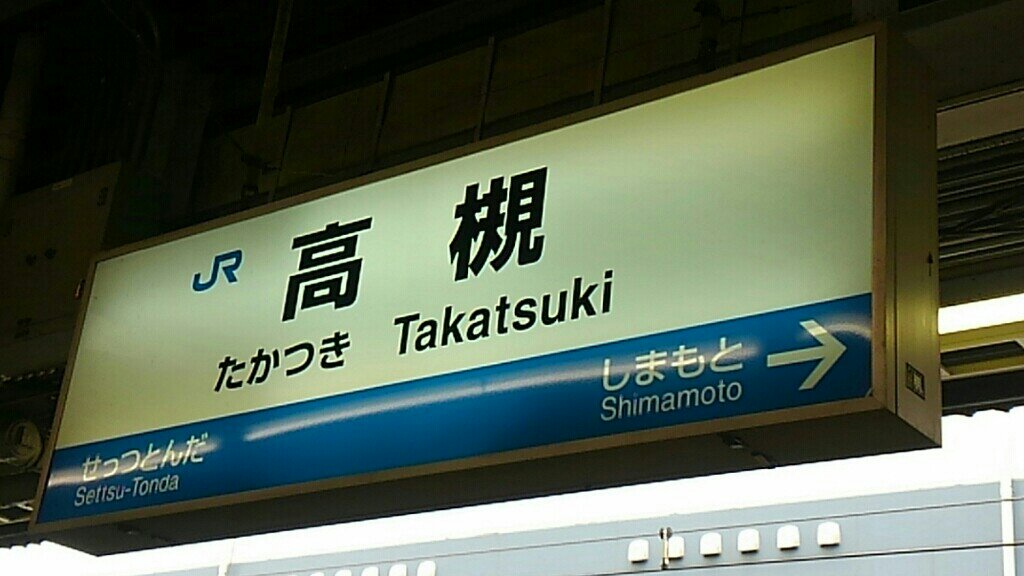 JR 高槻
たかつき Takatsuki
しまもと →
Shimamoto
せっつとんだ
Settsu-Tonda